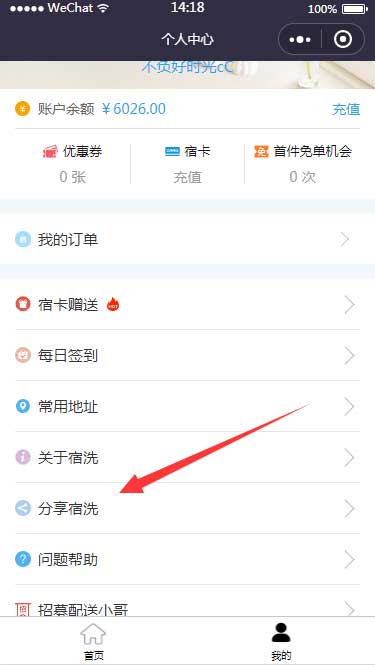 WeChat 14:18 100%
个人中心
不负好时光cC
账户余额 ¥6026.00 充值
优惠券 宿卡 首件免单机会
0 张 充值 0 次
我的订单
宿卡赠送 HOT
每日签到
常用地址
关于宿洗
分享宿洗
问题帮助
招募配送小哥
首页 我的